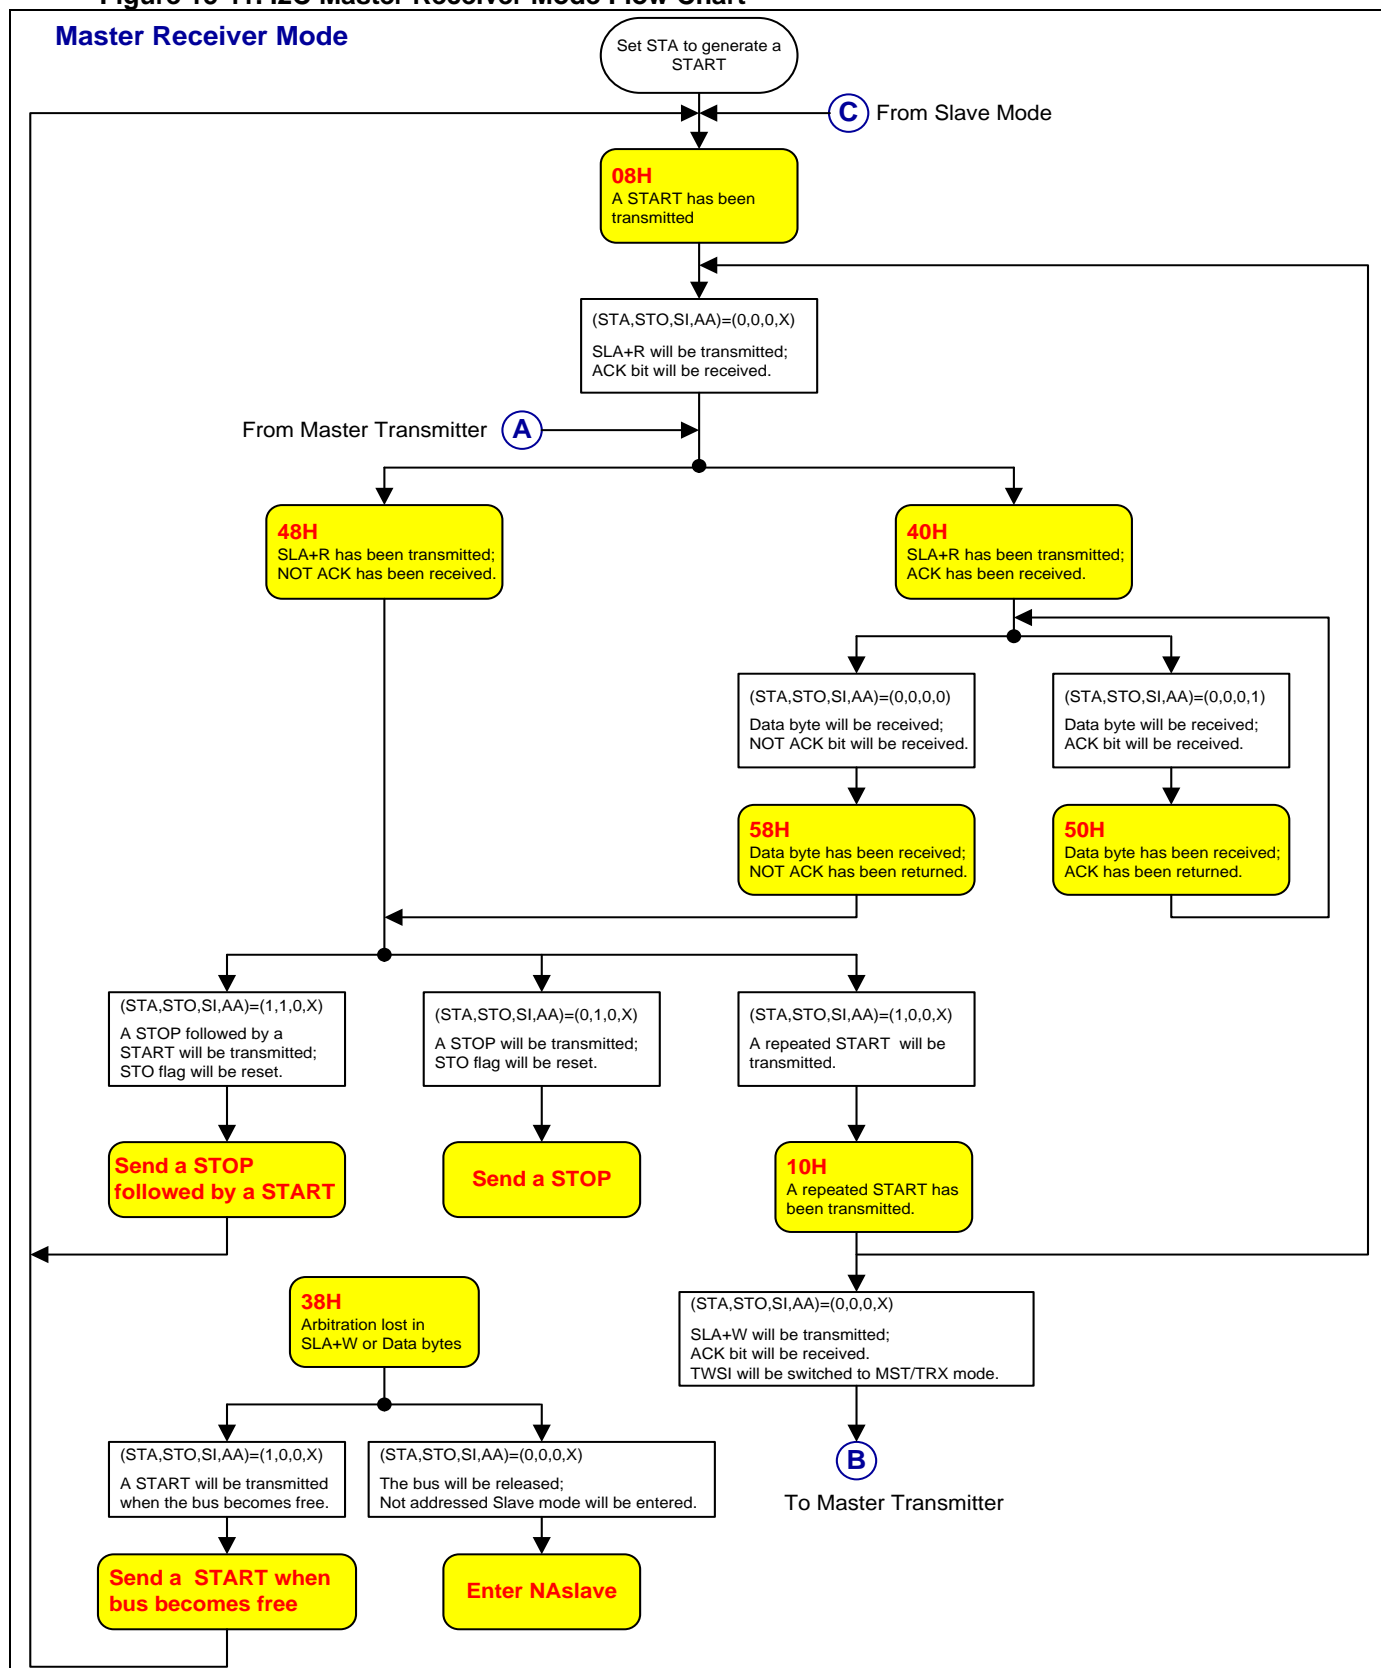 Master Receiver Mode
Set STA to generate a
START
C
From Slave Mode
08H
A START has been
transmitted
(STA,STO,SI,AA)=(0,0,0,X)
SLA+R will be transmitted;
ACK bit will be received.
From Master Transmitter
A
48H
SLA+R has been transmitted;
NOT ACK has been received.
40H
SLA+R has been transmitted;
ACK has been received.
(STA,STO,SI,AA)=(0,0,0,0)
Data byte will be received;
NOT ACK bit will be received.
(STA,STO,SI,AA)=(0,0,0,1)
Data byte will be received;
ACK bit will be received.
58H
Data byte has been received;
NOT ACK has been returned.
50H
Data byte has been received;
ACK has been returned.
(STA,STO,SI,AA)=(1,1,0,X)
A STOP followed by a
START will be transmitted;
STO flag will be reset.
(STA,STO,SI,AA)=(0,1,0,X)
A STOP will be transmitted;
STO flag will be reset.
(STA,STO,SI,AA)=(1,0,0,X)
A repeated START will be
transmitted.
Send a STOP
followed by a START
Send a STOP
10H
A repeated START has
been transmitted.
38H
Arbitration lost in
SLA+W or Data bytes
(STA,STO,SI,AA)=(0,0,0,X)
SLA+W will be transmitted;
ACK bit will be received.
TWSI will be switched to MST/TRX mode.
(STA,STO,SI,AA)=(1,0,0,X)
A START will be transmitted
when the bus becomes free.
(STA,STO,SI,AA)=(0,0,0,X)
The bus will be released;
Not addressed Slave mode will be entered.
B
To Master Transmitter
Send a START when
bus becomes free
Enter NAslave